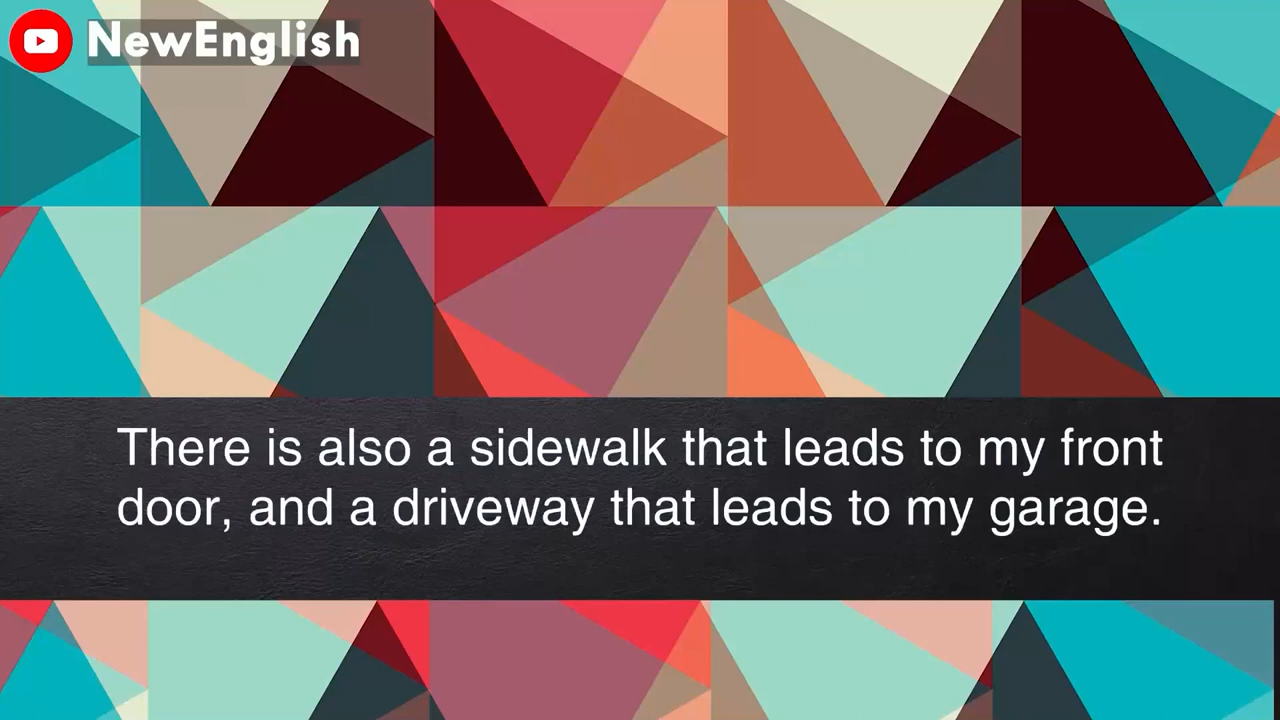 NewEnglish
There is also a sidewalk that leads to my front
door, and a driveway that leads to my garage.